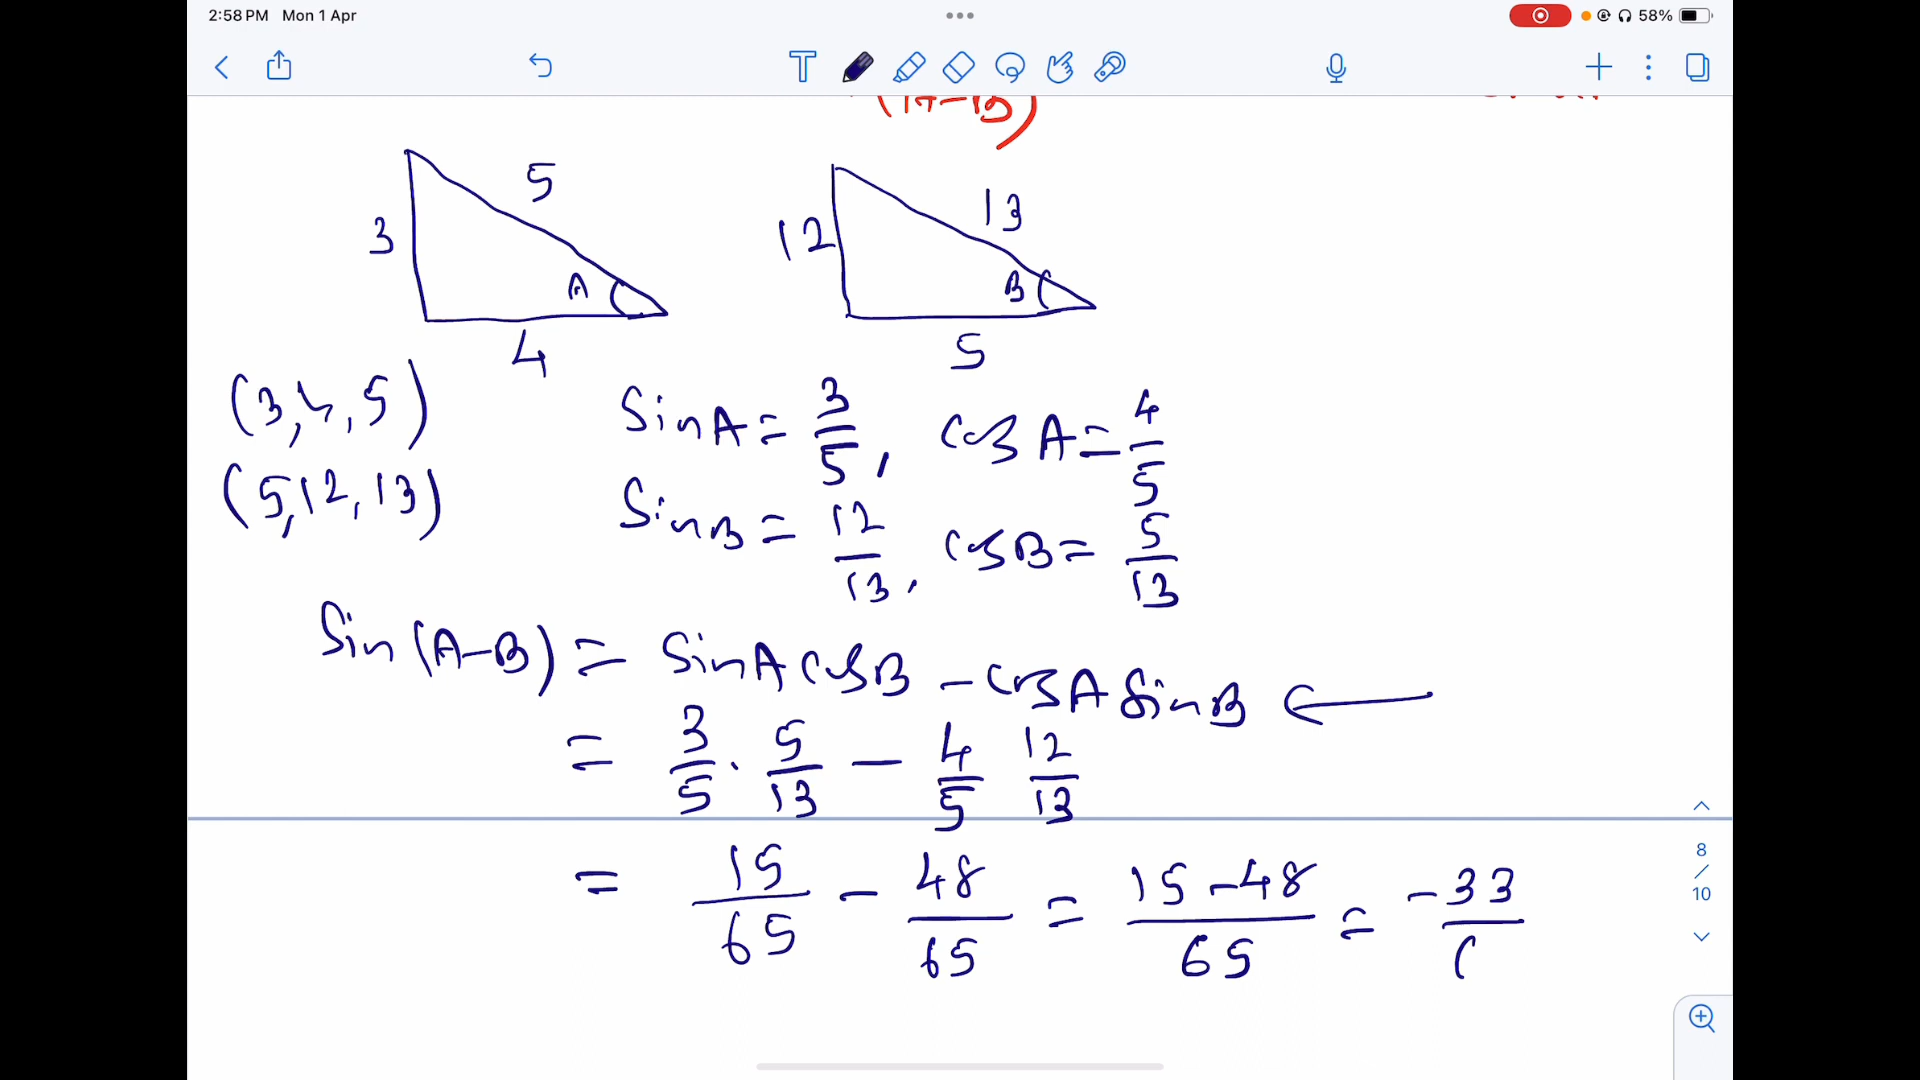 2:58 PM Mon 1 Apr
58%
T
(A-B)
5
3
A
4
13
12
B
5
(3,4,5)
(5,12,13)
SinA = 3/5, cosA = 4/5
SinB = 12/13, cosB = 5/13
Sin(A-B) = SinA cosB - cosA SinB ←
= 3/5 . 5/13 - 4/5 12/13
= 15/65 - 48/65 = 15-48/65 = -33/(
8
/
10